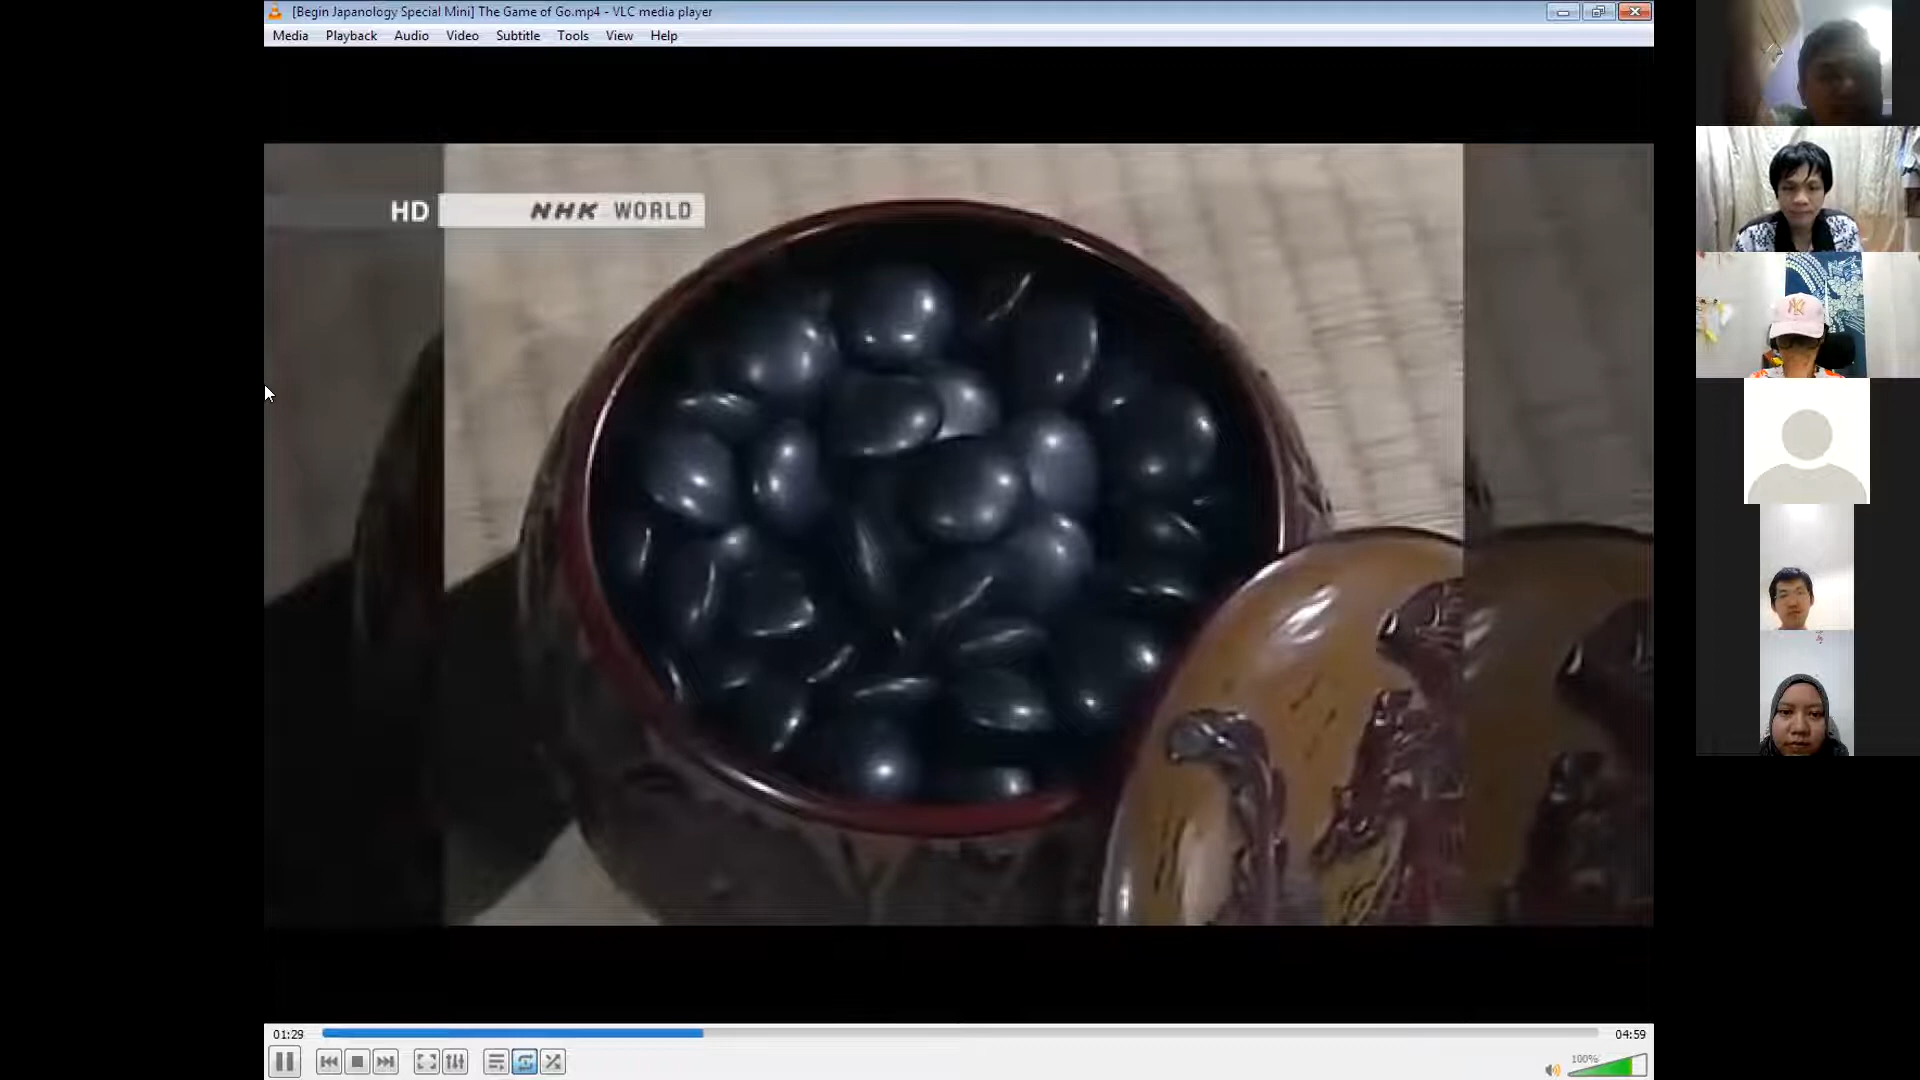 [Begin Japanology Special Mini] The Game of Go.mp4 - VLC media player
Media Playback Audio Video Subtitle Tools View Help
HD NHK WORLD
01:29
04:59
100%